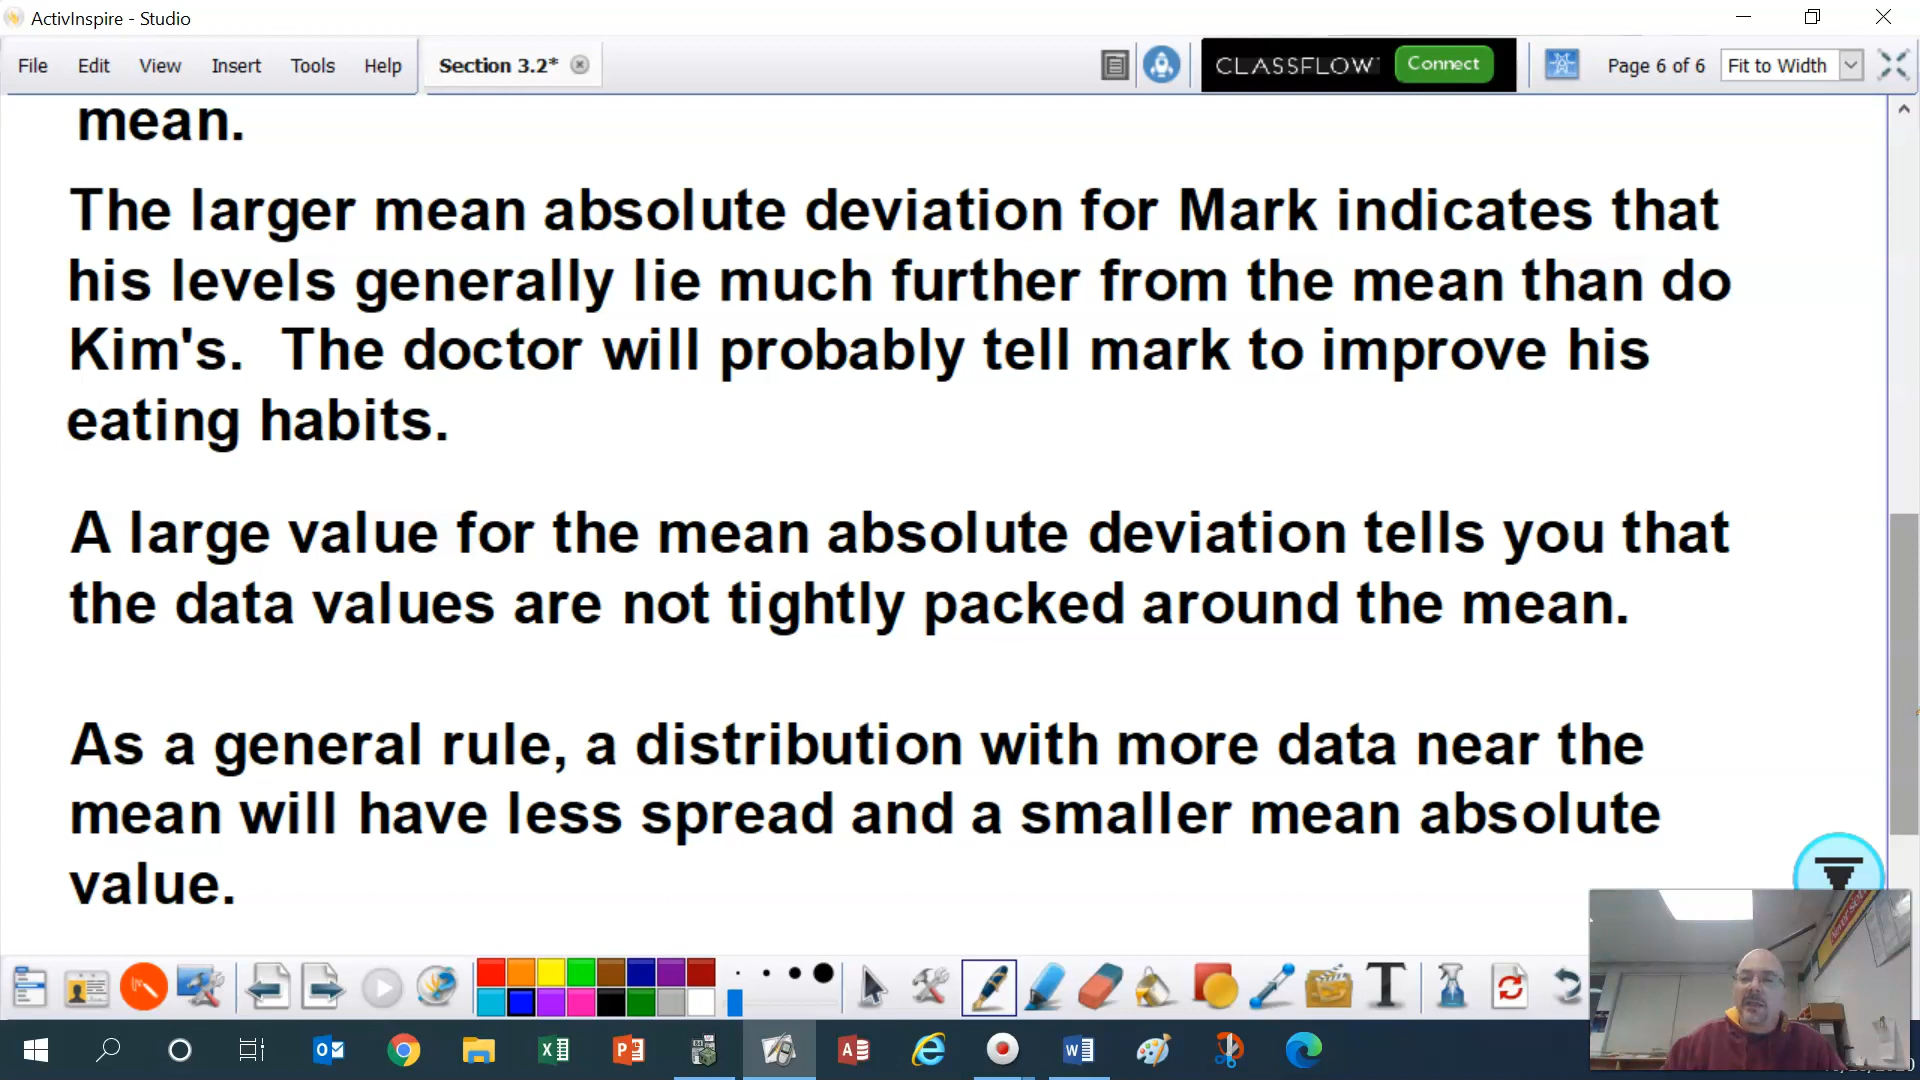 ActivInspire - Studio
File Edit View Insert Tools Help Section 3.2* CLASSFLOW Connect Page 6 of 6 Fit to Width
mean.
The larger mean absolute deviation for Mark indicates that
his levels generally lie much further from the mean than do
Kim's. The doctor will probably tell mark to improve his
eating habits.
A large value for the mean absolute deviation tells you that
the data values are not tightly packed around the mean.
As a general rule, a distribution with more data near the
mean will have less spread and a smaller mean absolute
value.